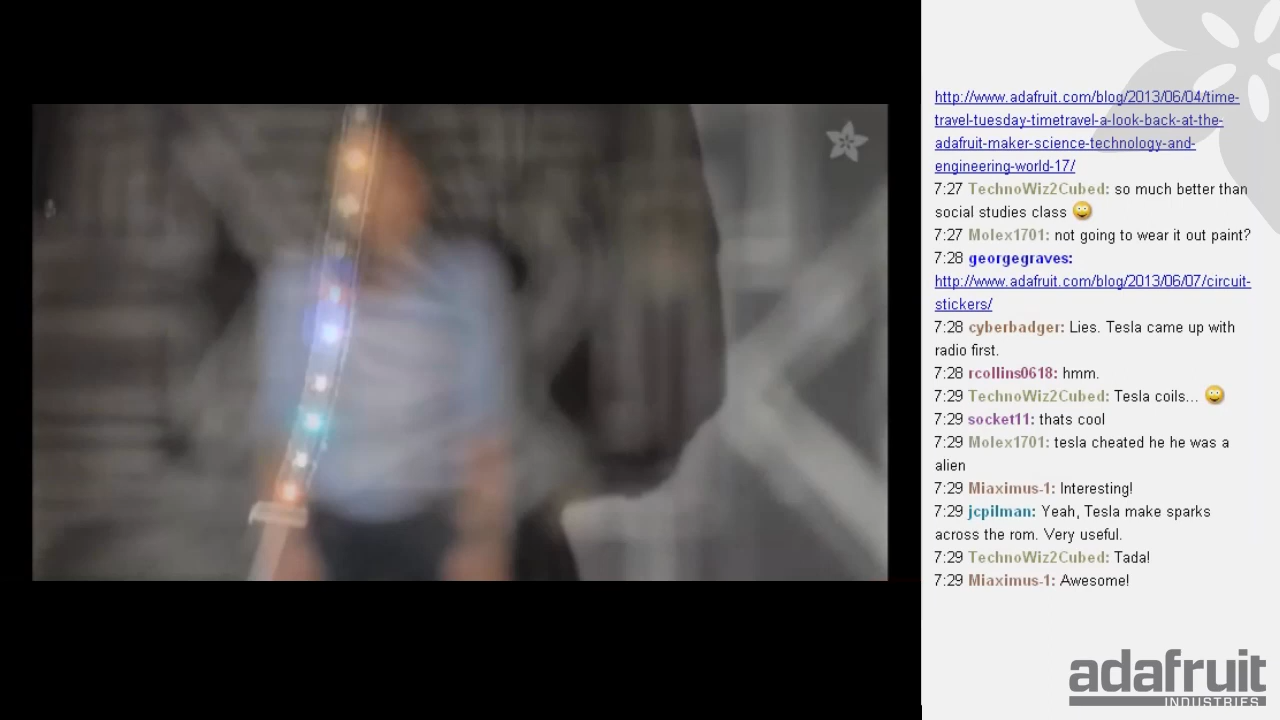 http://www.adafruit.com/blog/2013/06/04/time-
travel-tuesday-timetravel-a-look-back-at-the-
adafruit-maker-science-technology-and-
engineering-world-17/
7:27 TechnoWiz2Cubed: so much better than
social studies class
7:27 Molex1701: not going to wear it out paint?
7:28 georgegraves:
http://www.adafruit.com/blog/2013/06/07/circuit-
stickers/
7:28 cyberbadger: Lies. Tesla came up with
radio first.
7:28 rcollins0618: hmm.
7:29 TechnoWiz2Cubed: Tesla coils...
7:29 socket11: thats cool
7:29 Molex1701: tesla cheated he he was a
alien
7:29 Miaximus-1: Interesting!
7:29 jcpilman: Yeah, Tesla make sparks
across the rom. Very useful.
7:29 TechnoWiz2Cubed: Tada!
7:29 Miaximus-1: Awesome!
adafruit
INDUSTRIES